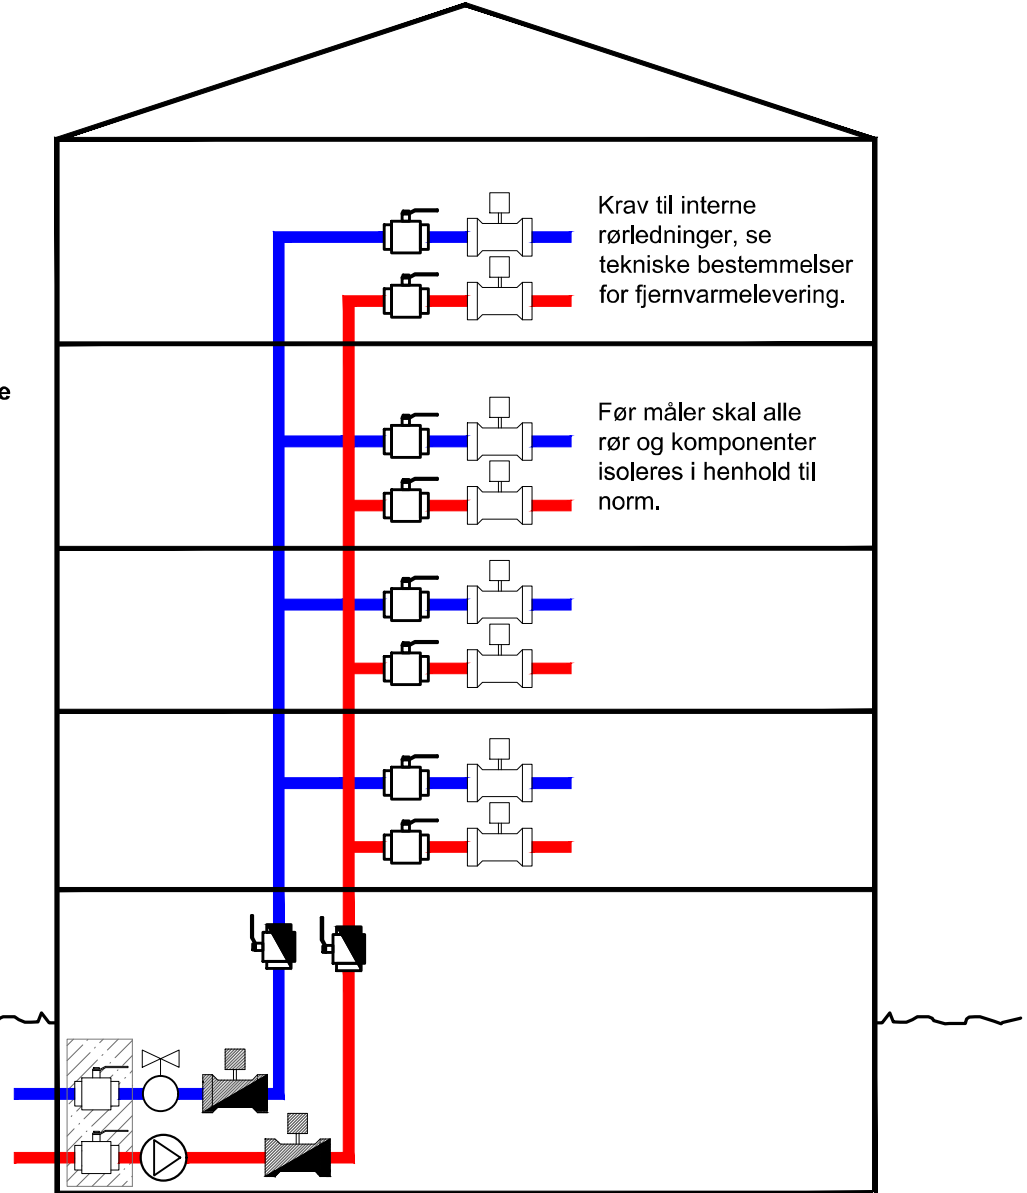 Krav til interne
rørledninger, se
tekniske bestemmelser
for fjernvarmelevering.
e
Før måler skal alle
rør og komponenter
isoleres i henhold til
norm.